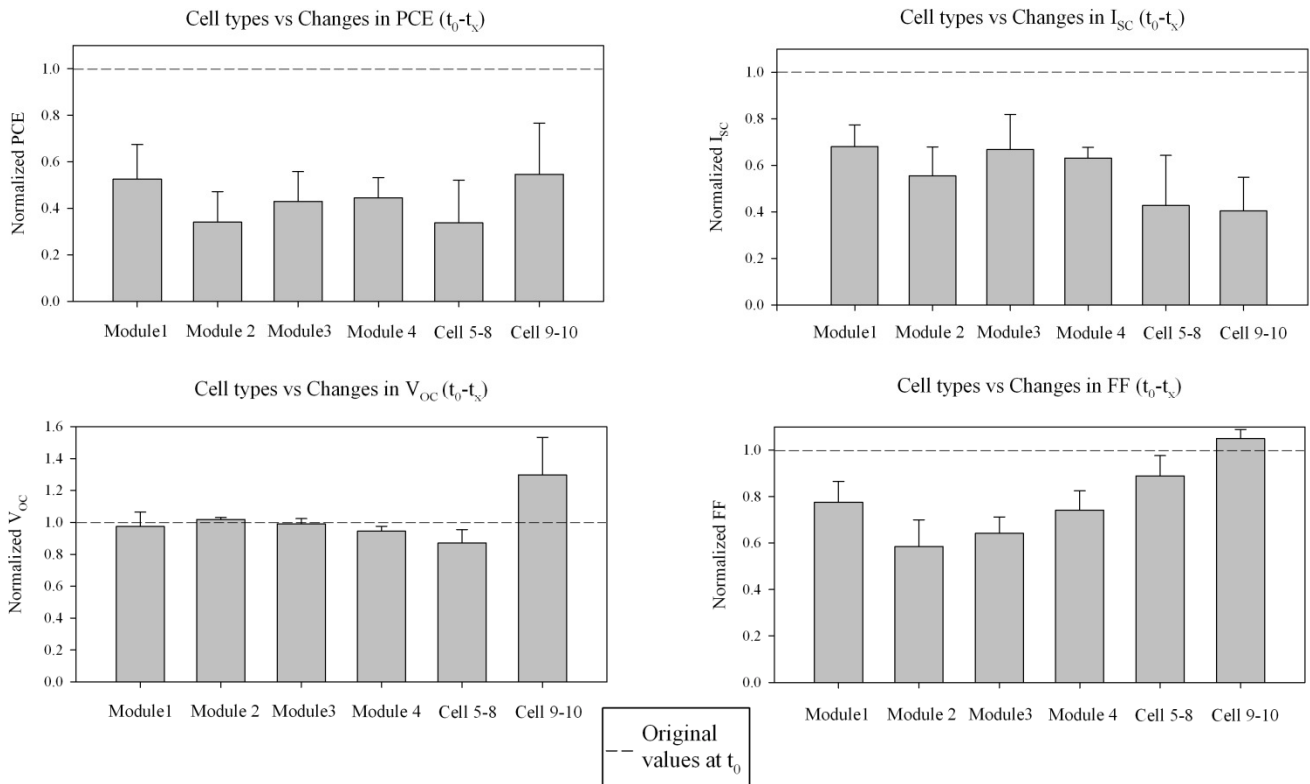 Cell types vs Changes in PCE (t₀-tₓ)
Normalized PCE
1.0
0.8
0.6
0.4
0.2
0.0
Module1 Module 2 Module3 Module 4 Cell 5-8 Cell 9-10
Cell types vs Changes in I_SC (t₀-tₓ)
Normalized I_SC
1.0
0.8
0.6
0.4
0.2
0.0
Module1 Module 2 Module3 Module 4 Cell 5-8 Cell 9-10
Cell types vs Changes in V_OC (t₀-tₓ)
Normalized V_OC
1.6
1.4
1.2
1.0
0.8
0.6
0.4
0.2
0.0
Module1 Module 2 Module3 Module 4 Cell 5-8 Cell 9-10
Cell types vs Changes in FF (t₀-tₓ)
Normalized FF
1.0
0.8
0.6
0.4
0.2
0.0
Module1 Module 2 Module3 Module 4 Cell 5-8 Cell 9-10
Original
values at t₀